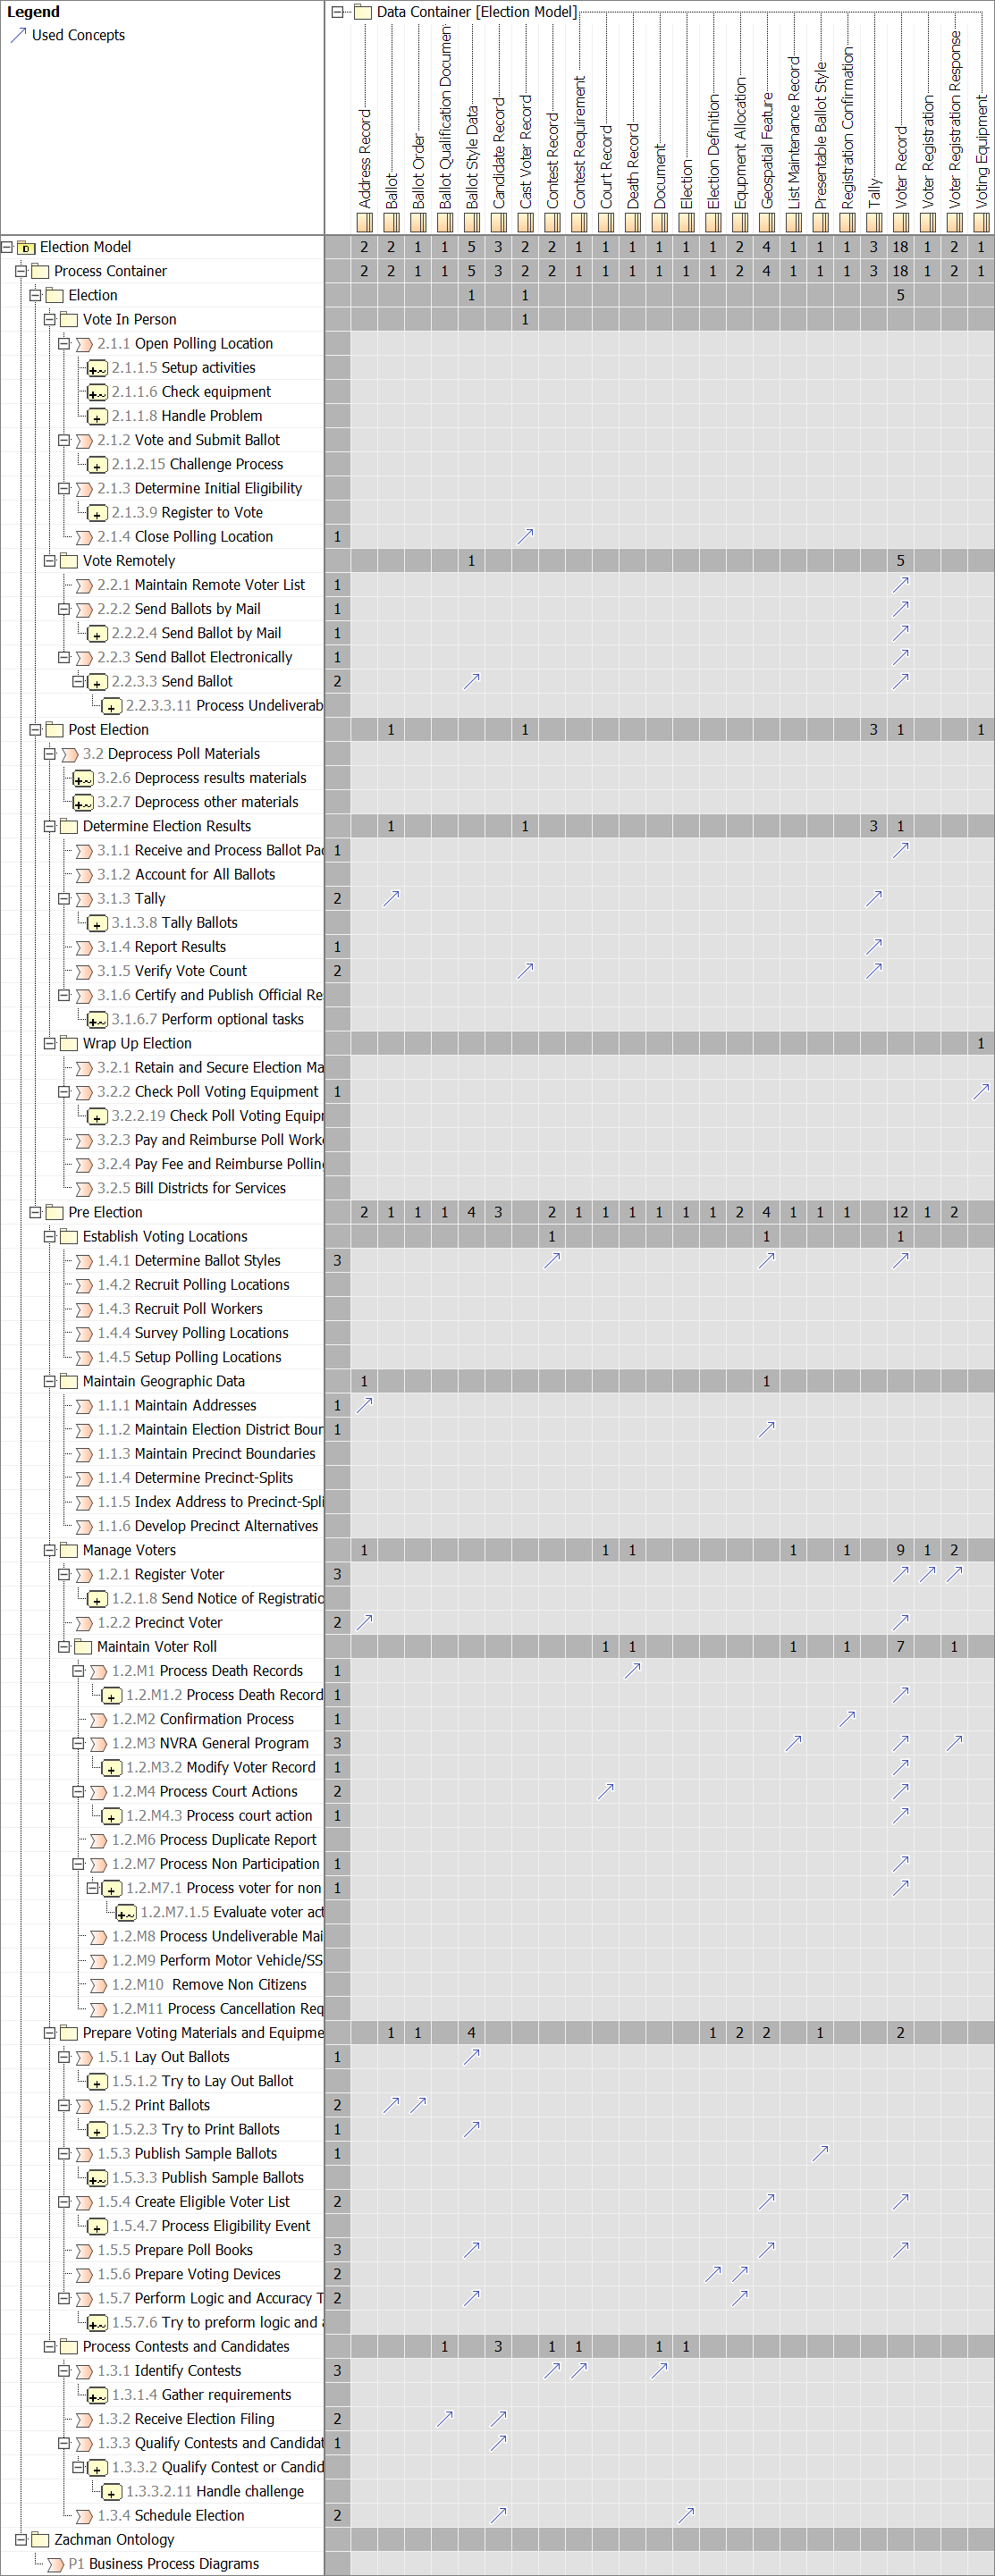 Legend
Used Concepts
Data Container [Election Model]
Address Record
Ballot
Ballot Order
Ballot Qualification Documen
Ballot Style Data
Candidate Record
Cast Voter Record
Contest Record
Contest Requirement
Court Record
Death Record
Document
Election
Election Definition
Equpment Allocation
Geospatial Feature
List Maintenance Record
Presentable Ballot Style
Registration Confirmation
Tally
Voter Record
Voter Registration
Voter Registration Response
Voting Equipment
Election Model 2 2 1 1 5 3 2 2 1 1 1 1 1 1 2 4 1 1 1 3 18 1 2 1
Process Container 2 2 1 1 5 3 2 2 1 1 1 1 1 1 2 4 1 1 1 3 18 1 2 1
Election 1 1 5
Vote In Person 1
2.1.1 Open Polling Location
2.1.1.5 Setup activities
2.1.1.6 Check equipment
2.1.1.8 Handle Problem
2.1.2 Vote and Submit Ballot
2.1.2.15 Challenge Process
2.1.3 Determine Initial Eligibility
2.1.3.9 Register to Vote
2.1.4 Close Polling Location 1
Vote Remotely 1 5
2.2.1 Maintain Remote Voter List 1
2.2.2 Send Ballots by Mail 1
2.2.2.4 Send Ballot by Mail 1
2.2.3 Send Ballot Electronically 1
2.2.3.3 Send Ballot 2
2.2.3.3.11 Process Undeliverab
Post Election 1 1 3 1 1
3.2 Deprocess Poll Materials
3.2.6 Deprocess results materials
3.2.7 Deprocess other materials
Determine Election Results 1 1 3 1
3.1.1 Receive and Process Ballot Pac 1
3.1.2 Account for All Ballots
3.1.3 Tally 2
3.1.3.8 Tally Ballots
3.1.4 Report Results 1
3.1.5 Verify Vote Count 2
3.1.6 Certify and Publish Official Re
3.1.6.7 Perform optional tasks
Wrap Up Election 1
3.2.1 Retain and Secure Election Ma
3.2.2 Check Poll Voting Equipment 1
3.2.2.19 Check Poll Voting Equipr
3.2.3 Pay and Reimburse Poll Work
3.2.4 Pay Fee and Reimburse Polling
3.2.5 Bill Districts for Services
Pre Election 2 1 1 1 4 3 2 1 1 1 1 1 1 2 4 1 1 1 12 1 2
Establish Voting Locations 1 1 1
1.4.1 Determine Ballot Styles 3
1.4.2 Recruit Polling Locations
1.4.3 Recruit Poll Workers
1.4.4 Survey Polling Locations
1.4.5 Setup Polling Locations
Maintain Geographic Data 1 1
1.1.1 Maintain Addresses 1
1.1.2 Maintain Election District Bour 1
1.1.3 Maintain Precinct Boundaries
1.1.4 Determine Precinct-Splits
1.1.5 Index Address to Precinct-Spli
1.1.6 Develop Precinct Alternatives
Manage Voters 1 1 1 1 1 9 1 2
1.2.1 Register Voter 3
1.2.1.8 Send Notice of Registratio
1.2.2 Precinct Voter 2
Maintain Voter Roll 1 1 1 1 7 1
1.2.M1 Process Death Records 1
1.2.M1.2 Process Death Record 1
1.2.M2 Confirmation Process 1
1.2.M3 NVRA General Program 3
1.2.M3.2 Modify Voter Record 1
1.2.M4 Process Court Actions 2
1.2.M4.3 Process court action 1
1.2.M6 Process Duplicate Report
1.2.M7 Process Non Participation 1
1.2.M7.1 Process voter for non 1
1.2.M7.1.5 Evaluate voter act
1.2.M8 Process Undeliverable Mai
1.2.M9 Perform Motor Vehicle/SS
1.2.M10 Remove Non Citizens
1.2.M11 Process Cancellation Req
Prepare Voting Materials and Equipme 1 1 4 1 2 2 1 2
1.5.1 Lay Out Ballots 1
1.5.1.2 Try to Lay Out Ballot
1.5.2 Print Ballots 2
1.5.2.3 Try to Print Ballots 1
1.5.3 Publish Sample Ballots 1
1.5.3.3 Publish Sample Ballots
1.5.4 Create Eligible Voter List 2
1.5.4.7 Process Eligibility Event
1.5.5 Prepare Poll Books 3
1.5.6 Prepare Voting Devices 2
1.5.7 Perform Logic and Accuracy T 2
1.5.7.6 Try to preform logic and a
Process Contests and Candidates 1 3 1 1 1 1
1.3.1 Identify Contests 3
1.3.1.4 Gather requirements
1.3.2 Receive Election Filing 2
1.3.3 Qualify Contests and Candidat 1
1.3.3.2 Qualify Contest or Candid
1.3.3.2.11 Handle challenge
1.3.4 Schedule Election 2
Zachman Ontology
P1 Business Process Diagrams